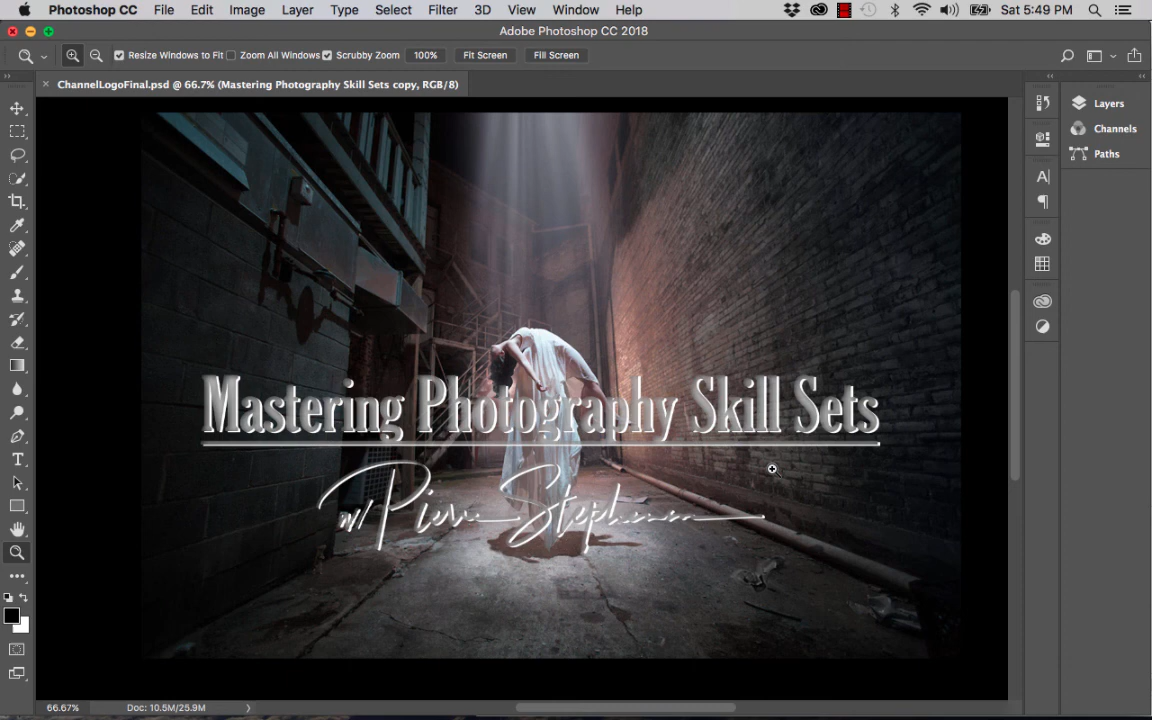 Photoshop CC File Edit Image Layer Type Select Filter 3D View Window Help Sat 5:49 PM
Adobe Photoshop CC 2018
Resize Windows to Fit Zoom All Windows Scrubby Zoom 100% Fit Screen Fill Screen
ChannelLogoFinal.psd @ 66.7% (Mastering Photography Skill Sets copy, RGB/8)
Layers
Channels
Paths
Mastering Photography Skill Sets
w/ Pierre Stephenson
66.67% Doc: 10.5M/25.9M